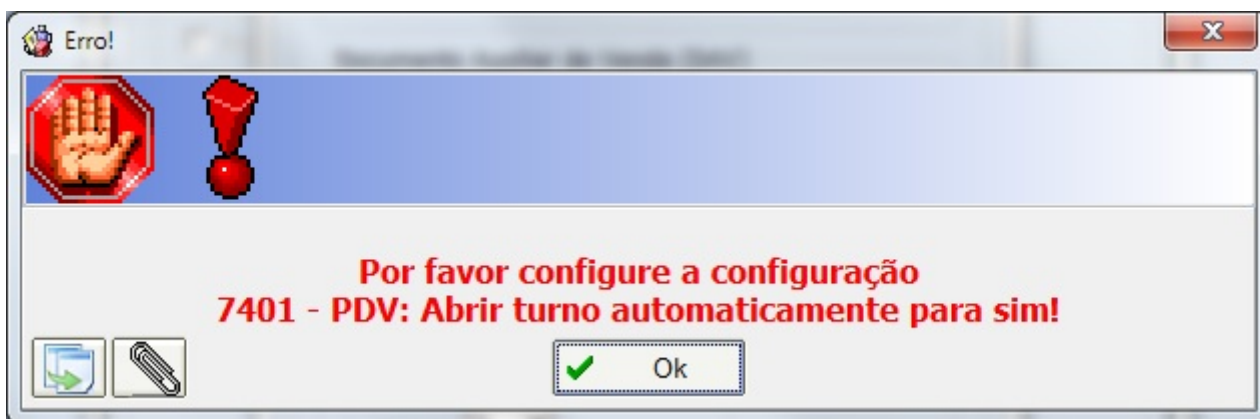 Erro!
Por favor configure a configuração
7401 - PDV: Abrir turno automaticamente para sim!
Ok